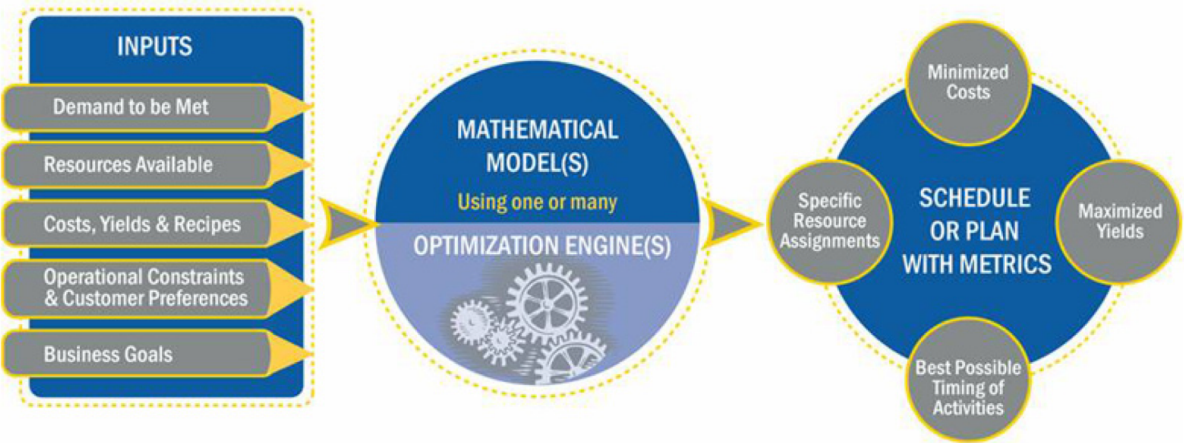 INPUTS
Demand to be Met
Resources Available
Costs, Yields & Recipes
Operational Constraints
& Customer Preferences
Business Goals
MATHEMATICAL
MODEL(S)
Using one or many
OPTIMIZATION ENGINE(S)
Minimized
Costs
Specific
Resource
Assignments
SCHEDULE
OR PLAN
WITH METRICS
Maximized
Yields
Best Possible
Timing of
Activities